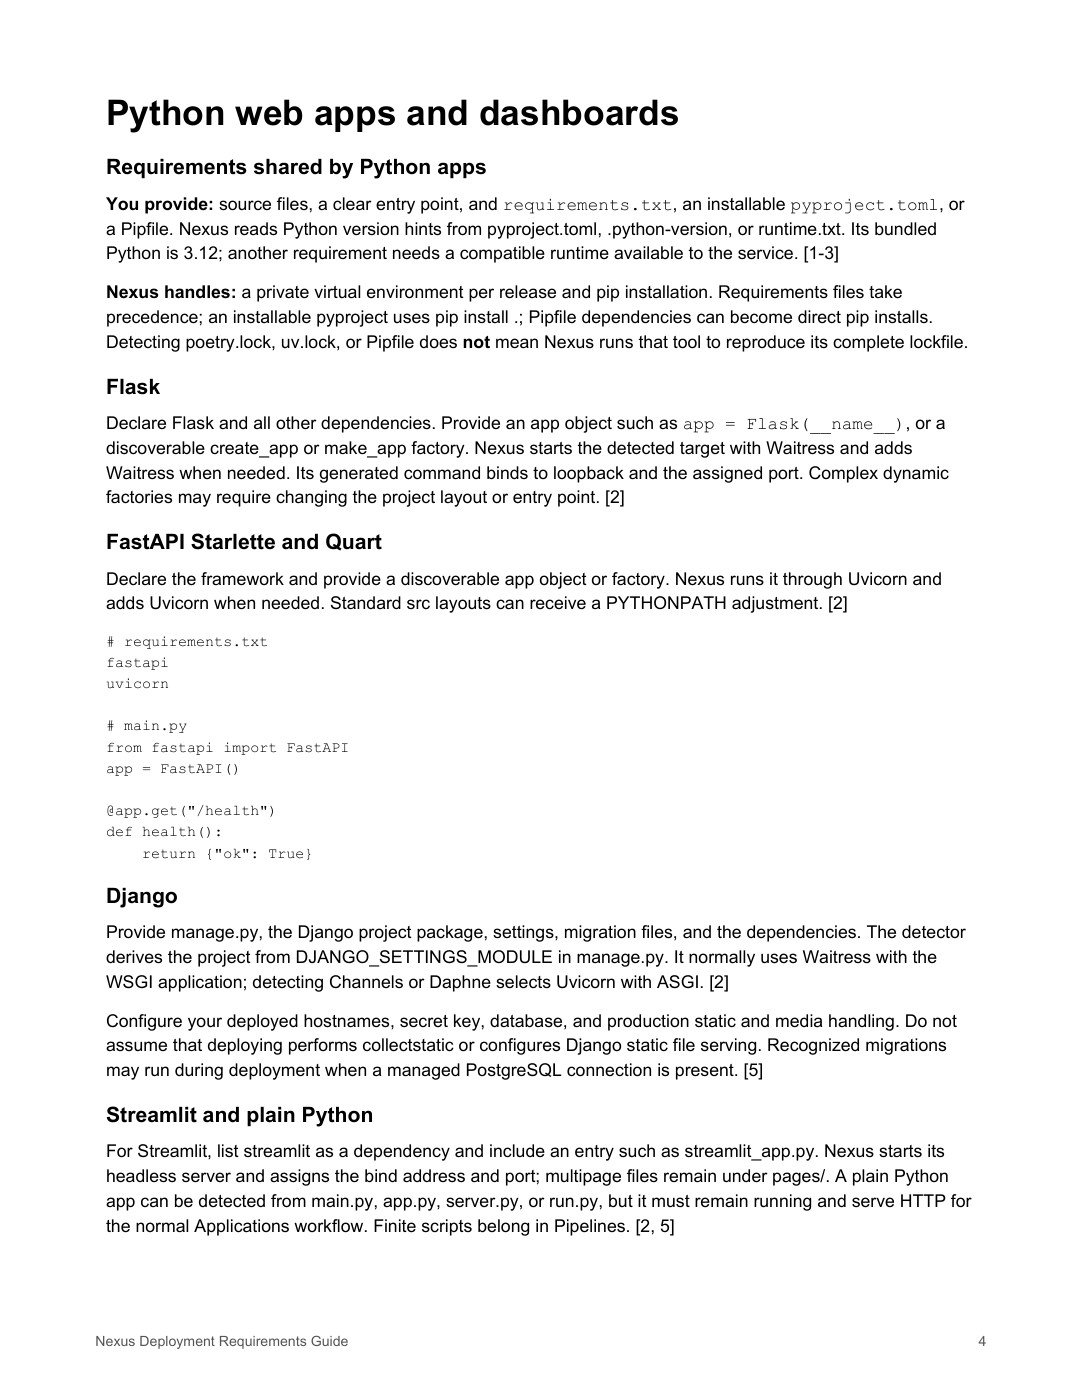 Python web apps and dashboards
Requirements shared by Python apps
You provide: source files, a clear entry point, and requirements.txt, an installable pyproject.toml, or
a Pipfile. Nexus reads Python version hints from pyproject.toml, .python-version, or runtime.txt. Its bundled
Python is 3.12; another requirement needs a compatible runtime available to the service. [1-3]
Nexus handles: a private virtual environment per release and pip installation. Requirements files take
precedence; an installable pyproject uses pip install .; Pipfile dependencies can become direct pip installs.
Detecting poetry.lock, uv.lock, or Pipfile does not mean Nexus runs that tool to reproduce its complete lockfile.
Flask
Declare Flask and all other dependencies. Provide an app object such as app = Flask(__name__), or a
discoverable create_app or make_app factory. Nexus starts the detected target with Waitress and adds
Waitress when needed. Its generated command binds to loopback and the assigned port. Complex dynamic
factories may require changing the project layout or entry point. [2]
FastAPI Starlette and Quart
Declare the framework and provide a discoverable app object or factory. Nexus runs it through Uvicorn and
adds Uvicorn when needed. Standard src layouts can receive a PYTHONPATH adjustment. [2]
# requirements.txt
fastapi
uvicorn
# main.py
from fastapi import FastAPI
app = FastAPI()
@app.get("/health")
def health():
    return {"ok": True}
Django
Provide manage.py, the Django project package, settings, migration files, and the dependencies. The detector
derives the project from DJANGO_SETTINGS_MODULE in manage.py. It normally uses Waitress with the
WSGI application; detecting Channels or Daphne selects Uvicorn with ASGI. [2]
Configure your deployed hostnames, secret key, database, and production static and media handling. Do not
assume that deploying performs collectstatic or configures Django static file serving. Recognized migrations
may run during deployment when a managed PostgreSQL connection is present. [5]
Streamlit and plain Python
For Streamlit, list streamlit as a dependency and include an entry such as streamlit_app.py. Nexus starts its
headless server and assigns the bind address and port; multipage files remain under pages/. A plain Python
app can be detected from main.py, app.py, server.py, or run.py, but it must remain running and serve HTTP for
the normal Applications workflow. Finite scripts belong in Pipelines. [2, 5]
Nexus Deployment Requirements Guide 4